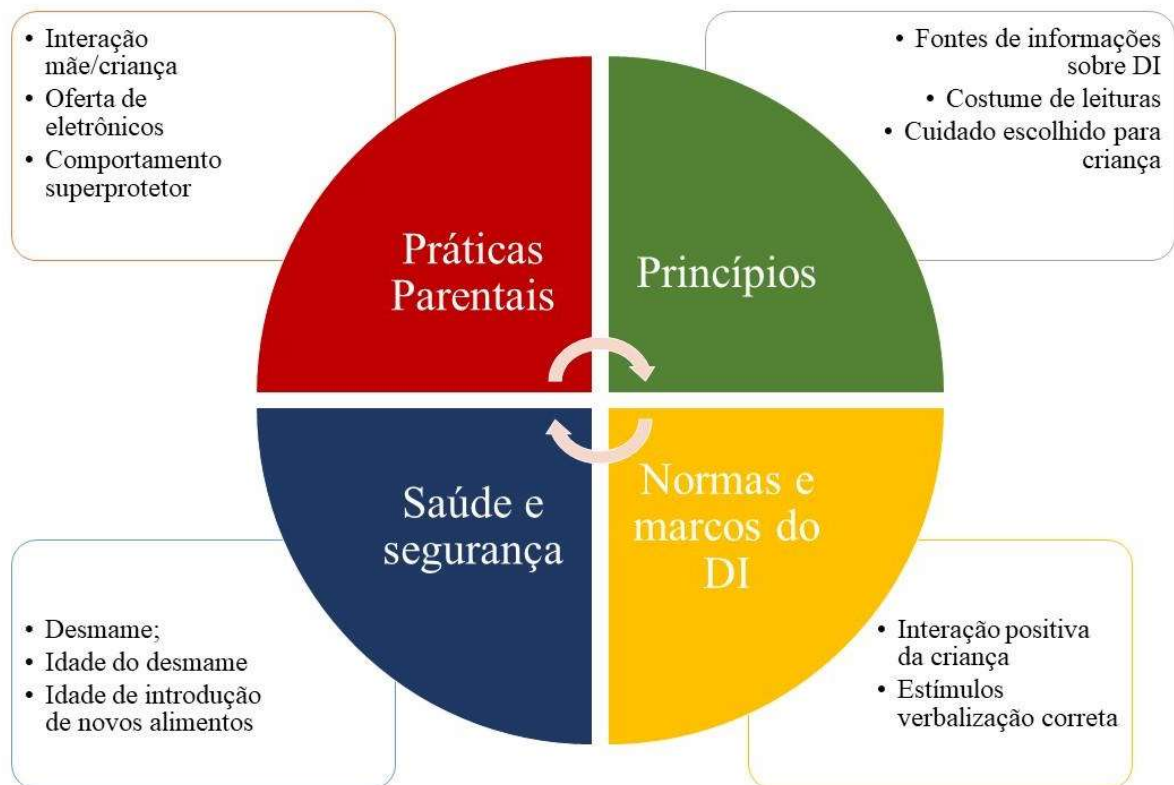 • Interação
mãe/criança
• Oferta de
eletrônicos
• Comportamento
superprotetor
• Fontes de informações
sobre DI
• Costume de leituras
• Cuidado escolhido para
criança
Práticas
Parentais
Princípios
Saúde e
segurança
Normas e
marcos do
DI
• Desmame;
• Idade do desmame
• Idade de introdução
de novos alimentos
• Interação positiva
da criança
• Estímulos
verbalização correta